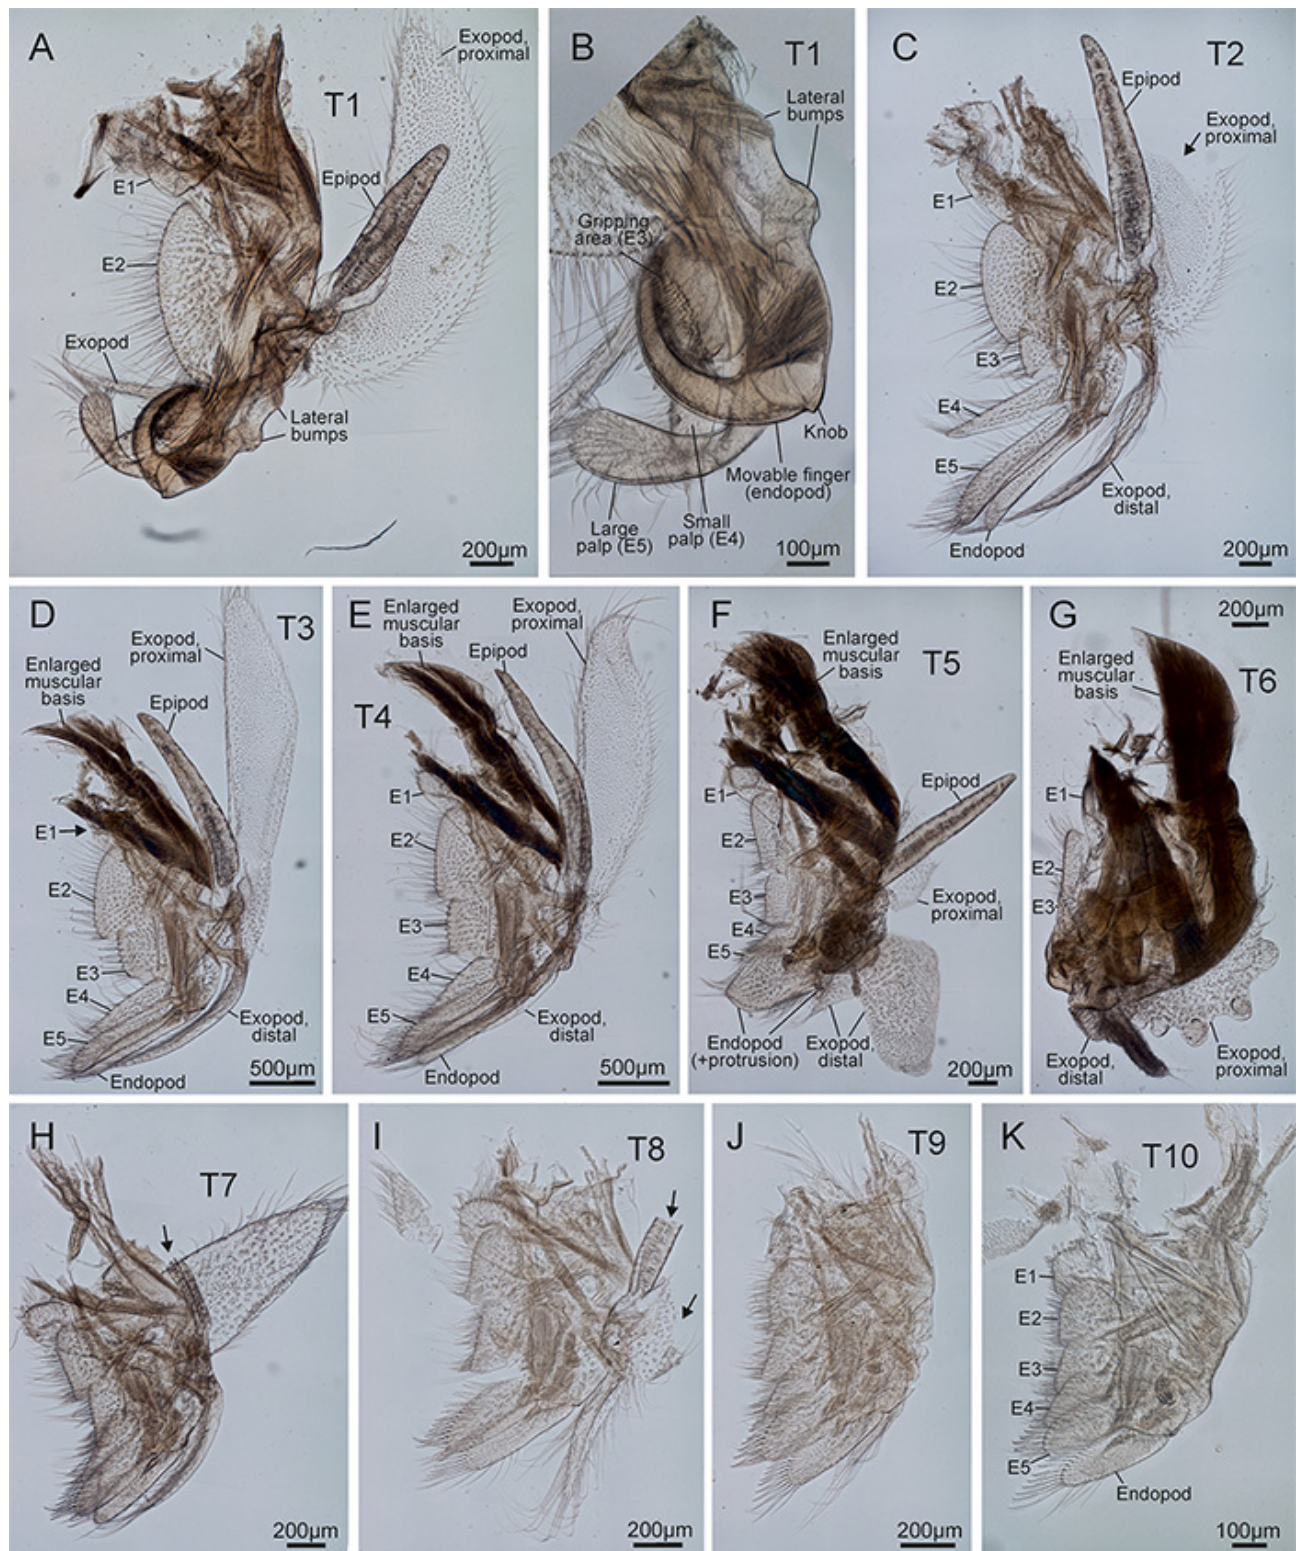 A
T1
Exopod,
proximal
E1
Epipod
E2
Exopod
Lateral
bumps
200µm
B
T1
Lateral
bumps
Gripping
area (E3)
Knob
Movable finger
(endopod)
Large
palp (E5)
Small
palp (E4)
100µm
C
T2
Epipod
Exopod,
proximal
E1
E2
E3
E4
E5
Exopod,
distal
Endopod
200µm
D
T3
Exopod,
proximal
Enlarged
muscular
basis
Epipod
E1
E2
E3
E4
E5
Exopod,
distal
Endopod
500µm
E
T4
Enlarged
muscular
basis
Exopod,
proximal
Epipod
E1
E2
E3
E4
E5
Exopod,
distal
Endopod
500µm
F
T5
Enlarged
muscular
basis
Epipod
E1
E2
E3
E4
E5
Exopod,
proximal
Endopod
(+protrusion)
Exopod,
distal
200µm
G
200µm
T6
Enlarged
muscular
basis
E1
E2
E3
Exopod,
distal
Exopod,
proximal
H
T7
200µm
I
T8
200µm
J
T9
200µm
K
T10
E1
E2
E3
E4
E5
Endopod
100µm